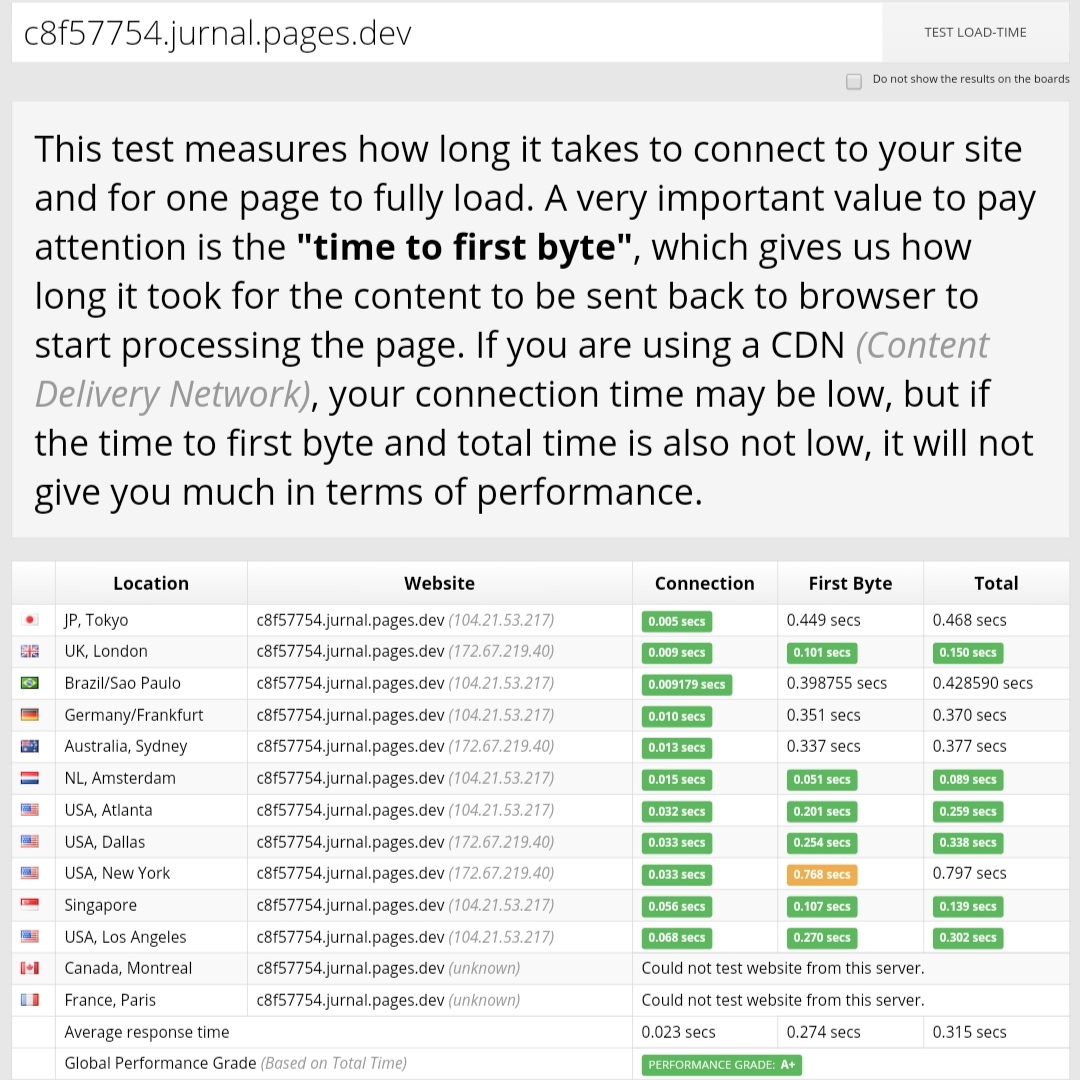 c8f57754.jurnal.pages.dev TEST LOAD-TIME
Do not show the results on the boards
This test measures how long it takes to connect to your site
and for one page to fully load. A very important value to pay
attention is the "time to first byte", which gives us how
long it took for the content to be sent back to browser to
start processing the page. If you are using a CDN (Content
Delivery Network), your connection time may be low, but if
the time to first byte and total time is also not low, it will not
give you much in terms of performance.
Location Website Connection First Byte Total
JP, Tokyo c8f57754.jurnal.pages.dev (104.21.53.217) 0.005 secs 0.449 secs 0.468 secs
UK, London c8f57754.jurnal.pages.dev (172.67.219.40) 0.009 secs 0.101 secs 0.150 secs
Brazil/Sao Paulo c8f57754.jurnal.pages.dev (104.21.53.217) 0.009179 secs 0.398755 secs 0.428590 secs
Germany/Frankfurt c8f57754.jurnal.pages.dev (104.21.53.217) 0.010 secs 0.351 secs 0.370 secs
Australia, Sydney c8f57754.jurnal.pages.dev (172.67.219.40) 0.013 secs 0.337 secs 0.377 secs
NL, Amsterdam c8f57754.jurnal.pages.dev (104.21.53.217) 0.015 secs 0.051 secs 0.089 secs
USA, Atlanta c8f57754.jurnal.pages.dev (104.21.53.217) 0.032 secs 0.201 secs 0.259 secs
USA, Dallas c8f57754.jurnal.pages.dev (172.67.219.40) 0.033 secs 0.254 secs 0.338 secs
USA, New York c8f57754.jurnal.pages.dev (172.67.219.40) 0.033 secs 0.768 secs 0.797 secs
Singapore c8f57754.jurnal.pages.dev (104.21.53.217) 0.056 secs 0.107 secs 0.139 secs
USA, Los Angeles c8f57754.jurnal.pages.dev (104.21.53.217) 0.068 secs 0.270 secs 0.302 secs
Canada, Montreal c8f57754.jurnal.pages.dev (unknown) Could not test website from this server.
France, Paris c8f57754.jurnal.pages.dev (unknown) Could not test website from this server.
Average response time 0.023 secs 0.274 secs 0.315 secs
Global Performance Grade (Based on Total Time) PERFORMANCE GRADE: A+